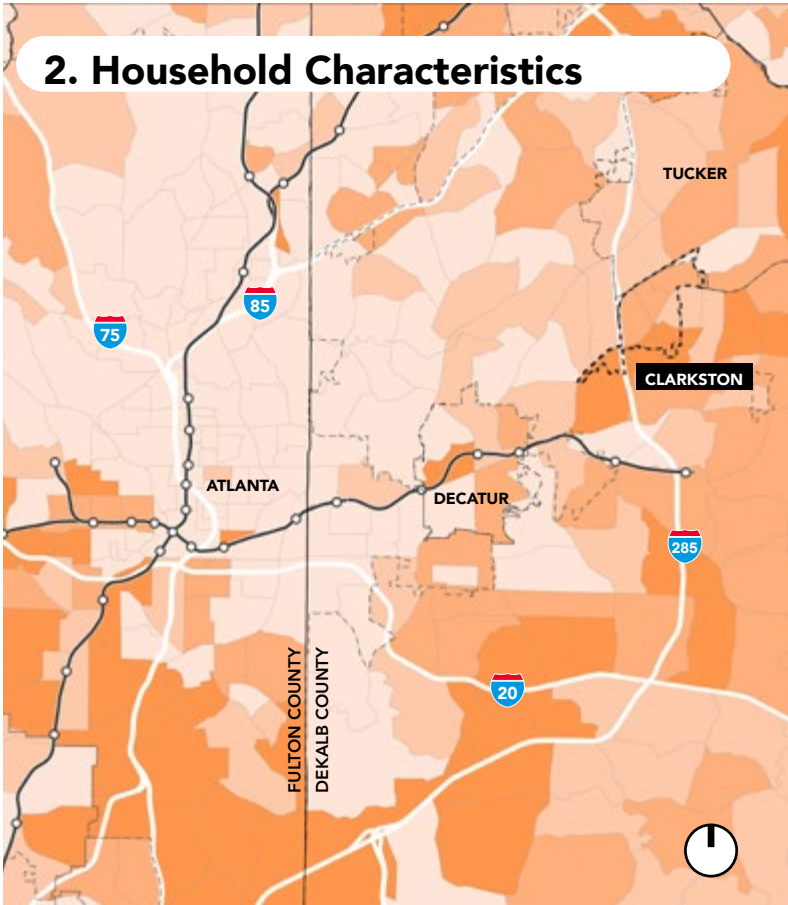 2. Household Characteristics
TUCKER
85
75
CLARKSTON
ATLANTA
DECATUR
285
FULTON COUNTY
DEKALB COUNTY
20